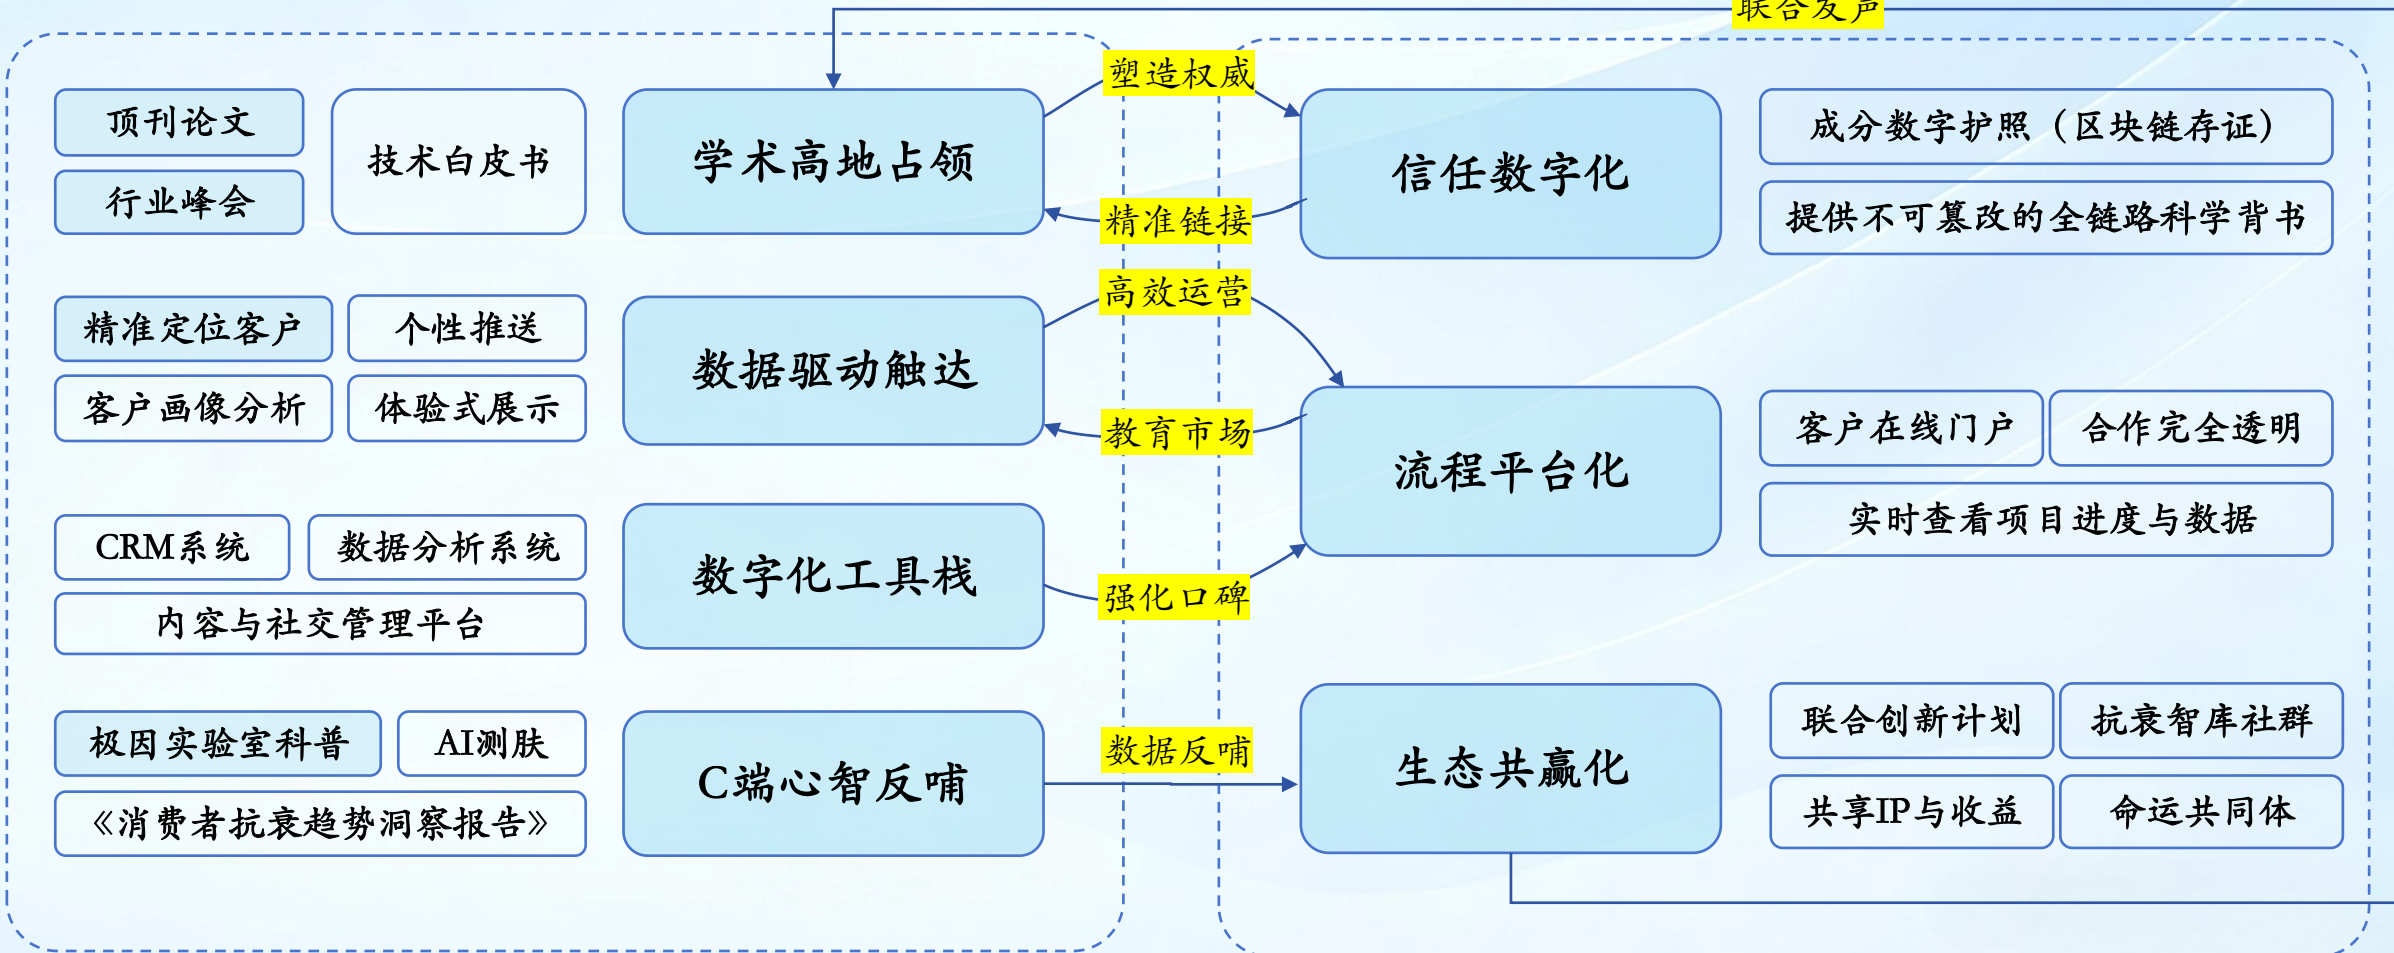 联合发声
顶刊论文
行业峰会
技术白皮书
学术高地占领
塑造权威
精准链接
信任数字化
成分数字护照（区块链存证）
提供不可篡改的全链路科学背书
精准定位客户
个性推送
客户画像分析
体验式展示
数据驱动触达
高效运营
教育市场
流程平台化
客户在线门户
合作完全透明
实时查看项目进度与数据
CRM系统
数据分析系统
内容与社交管理平台
数字化工具栈
强化口碑
极因实验室科普
AI测肤
《消费者抗衰趋势洞察报告》
C端心智反哺
数据反哺
生态共赢化
联合创新计划
抗衰智库社群
共享IP与收益
命运共同体